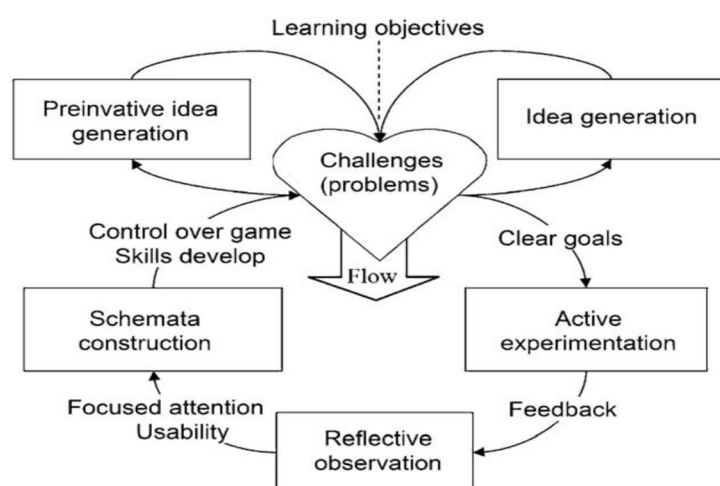 Learning objectives
Preinvative idea
generation
Idea generation
Challenges
(problems)
Control over game
Skills develop
Clear goals
Flow
Schemata
construction
Active
experimentation
Focused attention
Usability
Feedback
Reflective
observation